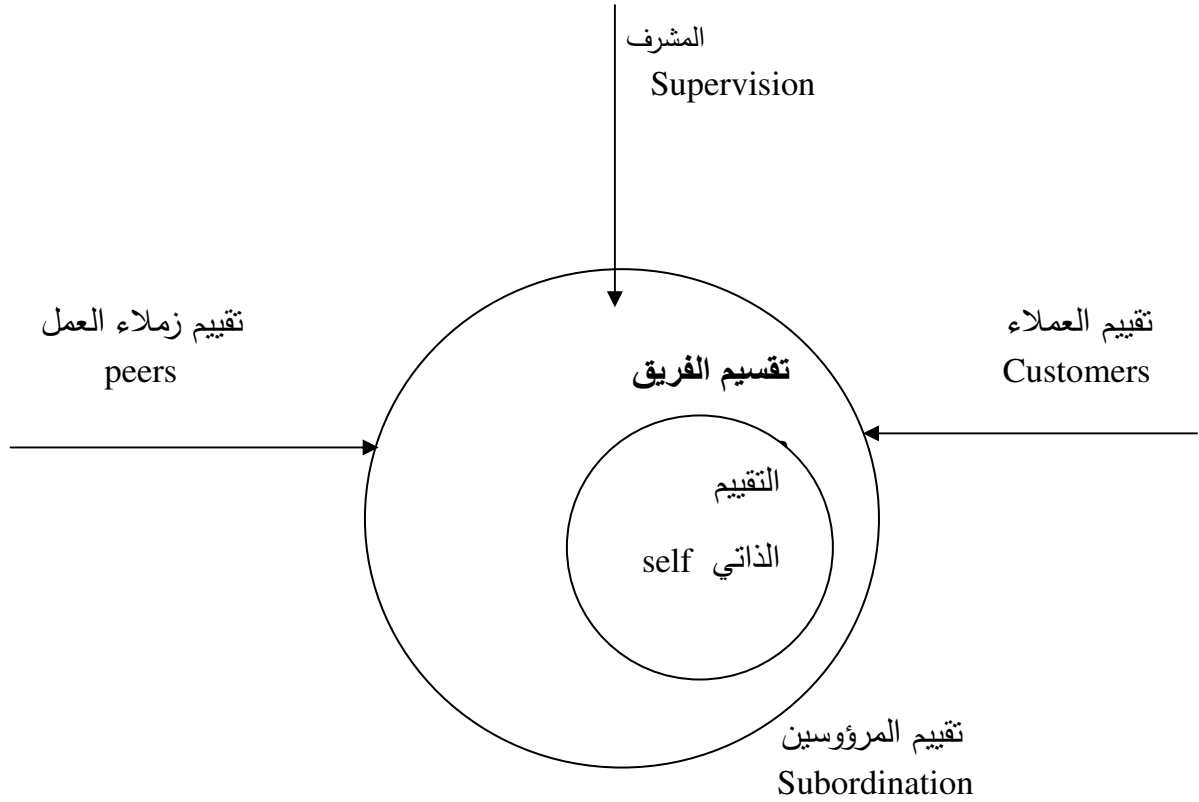 المشرف
Supervision
تقييم العملاء
Customers
تقييم زملاء العمل
peers
تقسيم الفريق
التقييم
الذاتي self
تقييم المرؤوسين
Subordination